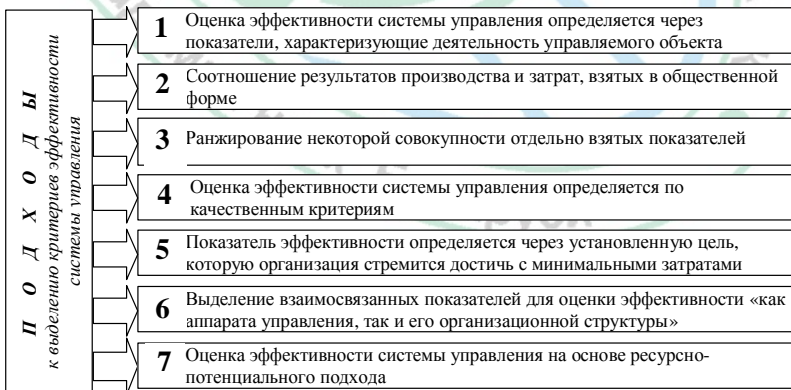 П О Д Х О Д Ы
к выделению критериев эффективности
системы управления
1 Оценка эффективности системы управления определяется через
показатели, характеризующие деятельность управляемого объекта
2 Соотношение результатов производства и затрат, взятых в общественной
форме
3 Ранжирование некоторой совокупности отдельно взятых показателей
4 Оценка эффективности системы управления определяется по
качественным критериям
5 Показатель эффективности определяется через установленную цель,
которую организация стремится достичь с минимальными затратами
6 Выделение взаимосвязанных показателей для оценки эффективности «как
аппарата управления, так и его организационной структуры»
7 Оценка эффективности системы управления на основе ресурсно-
потенциального подхода